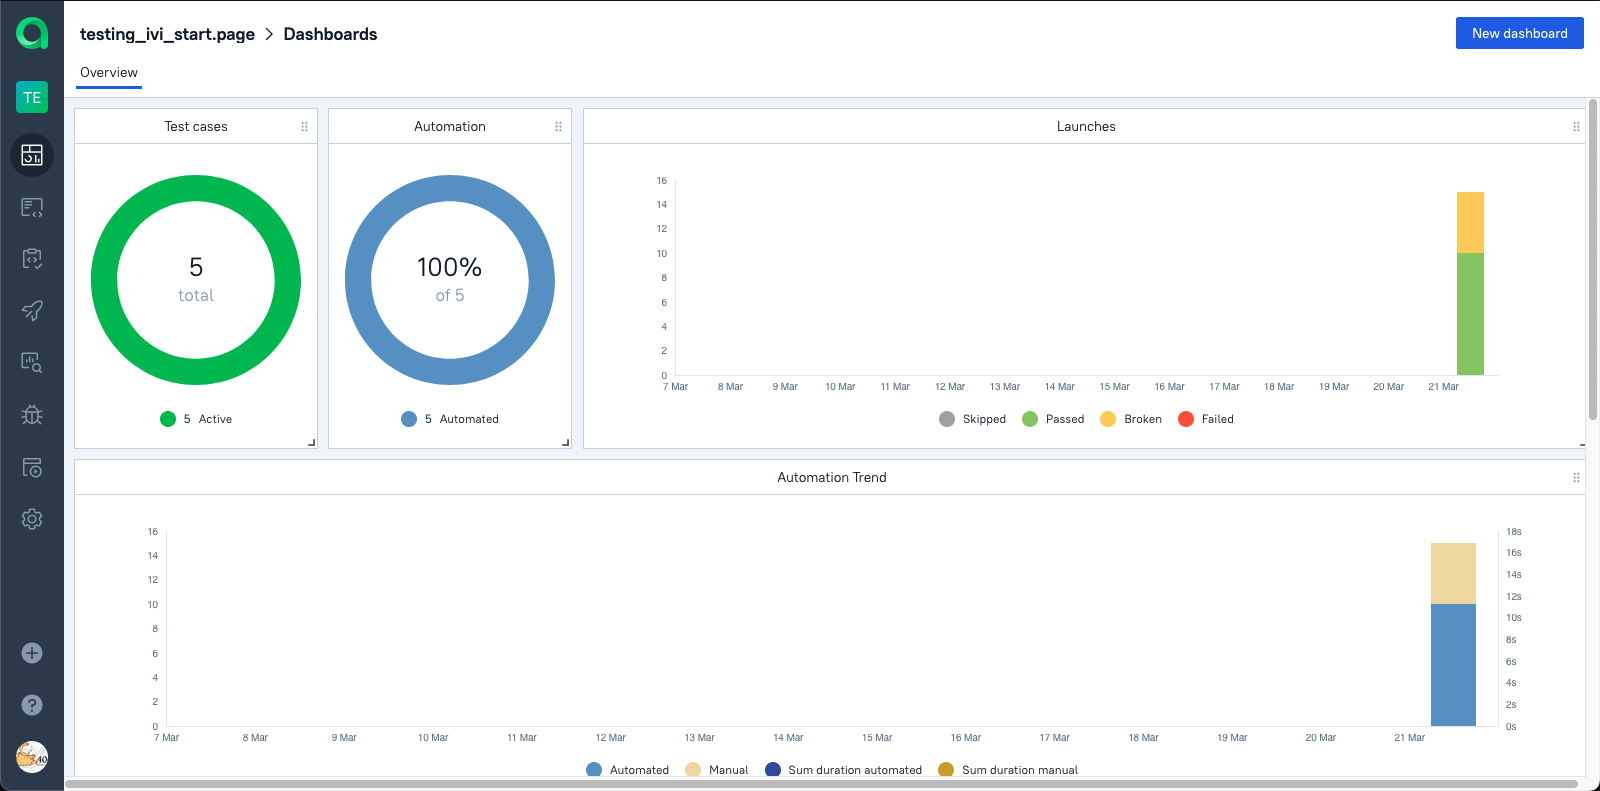 testing_ivi_start.page > Dashboards
New dashboard
Overview
TE
Test cases
5
total
5 Active
Automation
100%
of 5
5 Automated
Launches
16
14
12
10
8
6
4
2
0
7 Mar 8 Mar 9 Mar 10 Mar 11 Mar 12 Mar 13 Mar 14 Mar 15 Mar 16 Mar 17 Mar 18 Mar 19 Mar 20 Mar 21 Mar
Skipped Passed Broken Failed
Automation Trend
16
14
12
10
8
6
4
2
0
18s
16s
14s
12s
10s
8s
6s
4s
2s
0s
7 Mar 8 Mar 9 Mar 10 Mar 11 Mar 12 Mar 13 Mar 14 Mar 15 Mar 16 Mar 17 Mar 18 Mar 19 Mar 20 Mar 21 Mar
Automated Manual Sum duration automated Sum duration manual